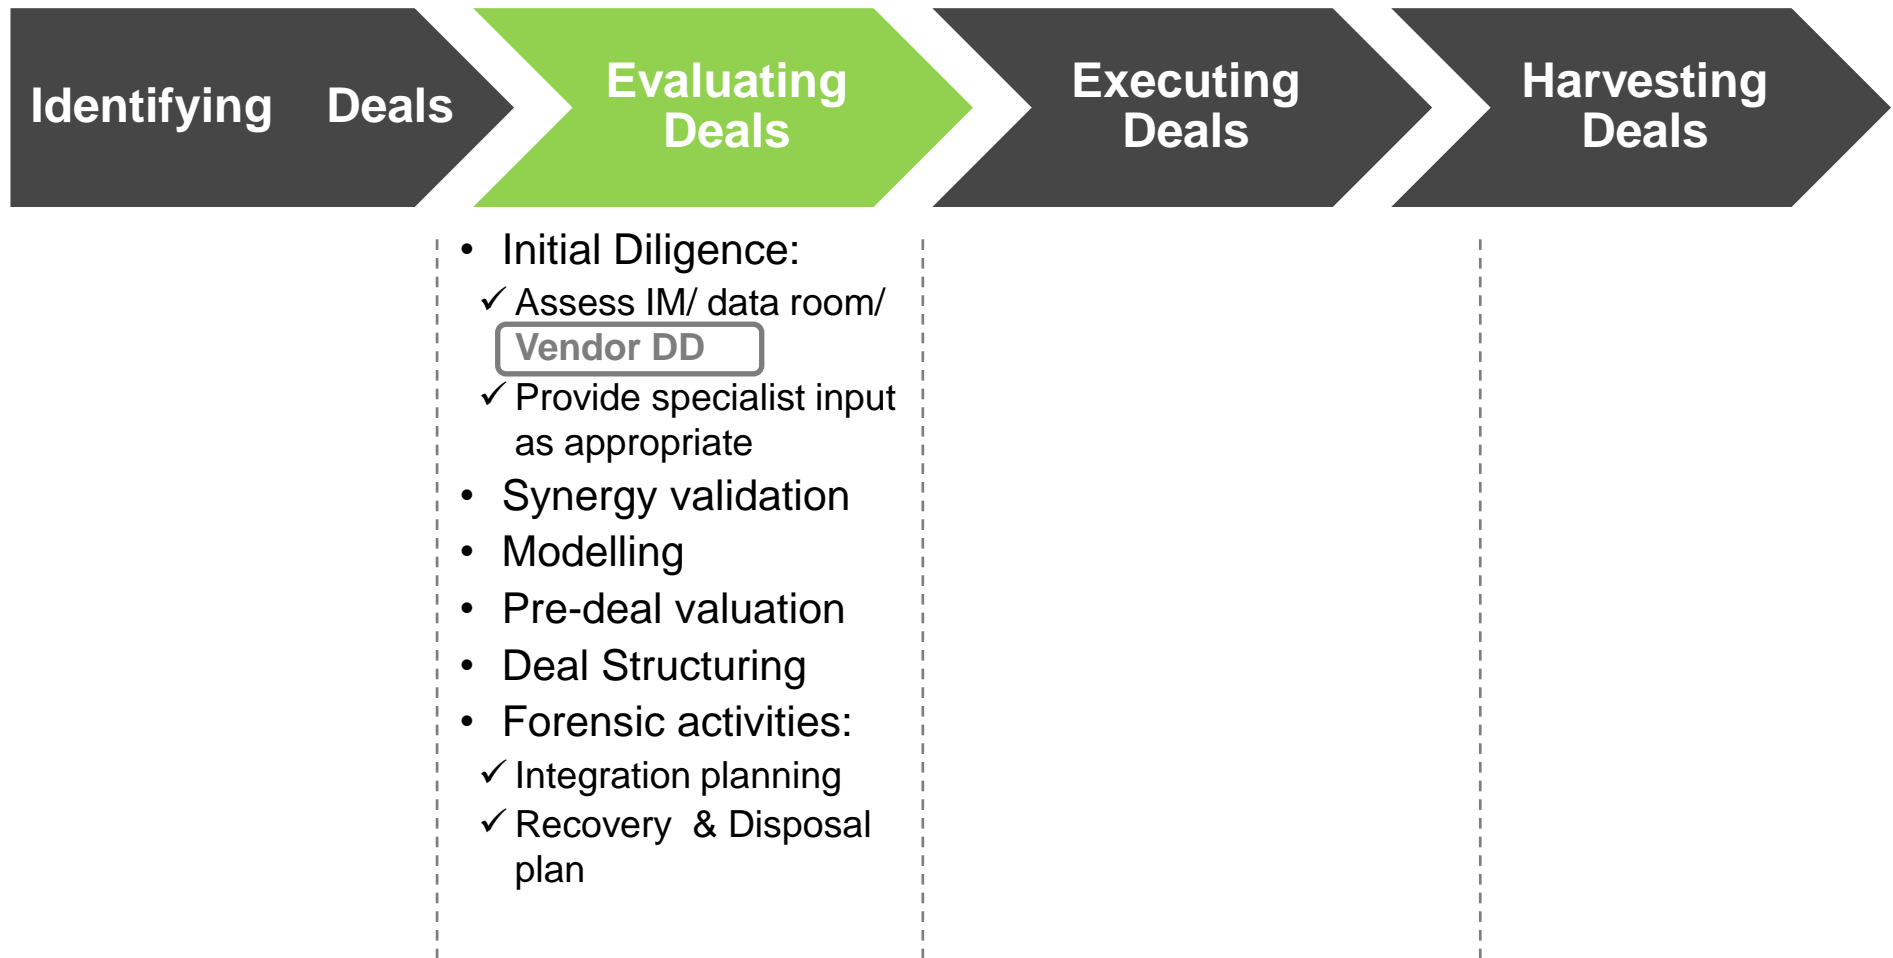 Identifying Deals
Evaluating
Deals
Executing
Deals
Harvesting
Deals
• Initial Diligence:
✓ Assess IM/ data room/
Vendor DD
✓ Provide specialist input
as appropriate
• Synergy validation
• Modelling
• Pre-deal valuation
• Deal Structuring
• Forensic activities:
✓ Integration planning
✓ Recovery & Disposal
plan